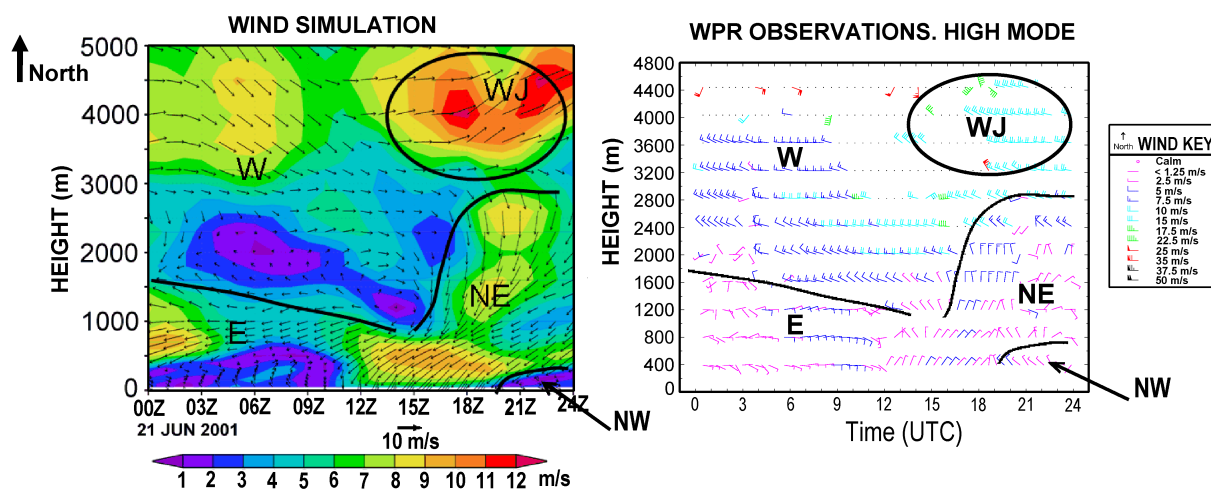 WIND SIMULATION
North
HEIGHT (m)
5000
4000
3000
2000
1000
0
W
WJ
E
NE
00Z 03Z 06Z 09Z 12Z 15Z 18Z 21Z 24Z
21 JUN 2001
10 m/s
NW
1 2 3 4 5 6 7 8 9 10 11 12 m/s
WPR OBSERVATIONS. HIGH MODE
HEIGHT (m)
4800
4400
4000
3600
3200
2800
2400
2000
1600
1200
800
400
0
W
WJ
E
NE
0 3 6 9 12 15 18 21 24
Time (UTC)
NW
North WIND KEY
Calm
< 1.25 m/s
2.5 m/s
5 m/s
7.5 m/s
10 m/s
15 m/s
17.5 m/s
22.5 m/s
25 m/s
35 m/s
37.5 m/s
50 m/s